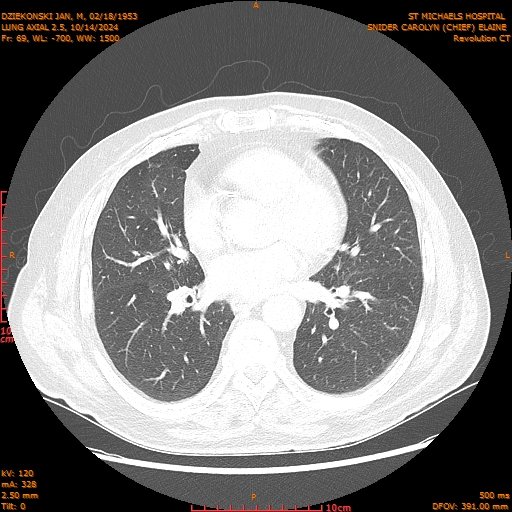 DZIEKONSKI JAN, M, 02/18/1953
LUNG AXIAL 2.5, 10/14/2024
Fr: 69, WL: -700, WW: 1500
ST MICHAELS HOSPITAL
SNIDER CAROLYN (CHIEF) ELAINE
Revolution CT
A
R
L
10
cm
kV: 120
mA: 328
2.50 mm
Tilt: 0
P
10cm
500 ms
DFOV: 391.00 mm